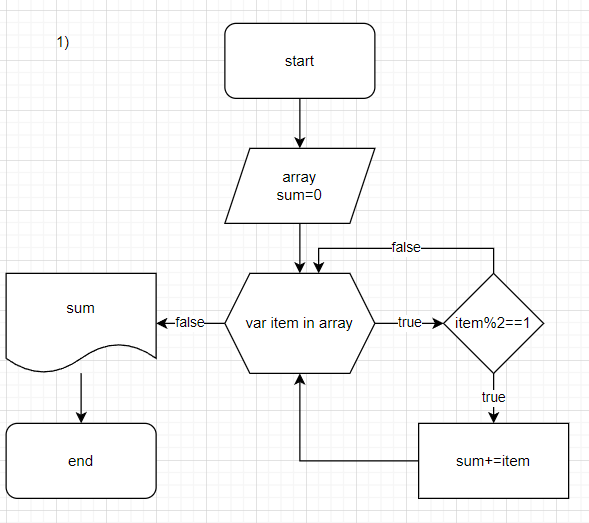 1)
start
array
sum=0
false
sum
false
var item in array
true
item%2==1
true
end
sum+=item